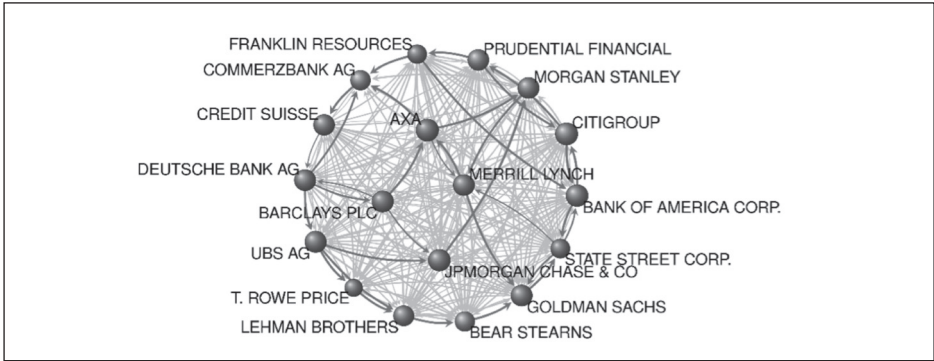 FRANKLIN RESOURCES
PRUDENTIAL FINANCIAL
COMMERZBANK AG
MORGAN STANLEY
CREDIT SUISSE
AXA
CITIGROUP
DEUTSCHE BANK AG
MERRILL LYNCH
BARCLAYS PLC
BANK OF AMERICA CORP.
UBS AG
STATE STREET CORP.
JPMORGAN CHASE & CO
T. ROWE PRICE
GOLDMAN SACHS
LEHMAN BROTHERS
BEAR STEARNS